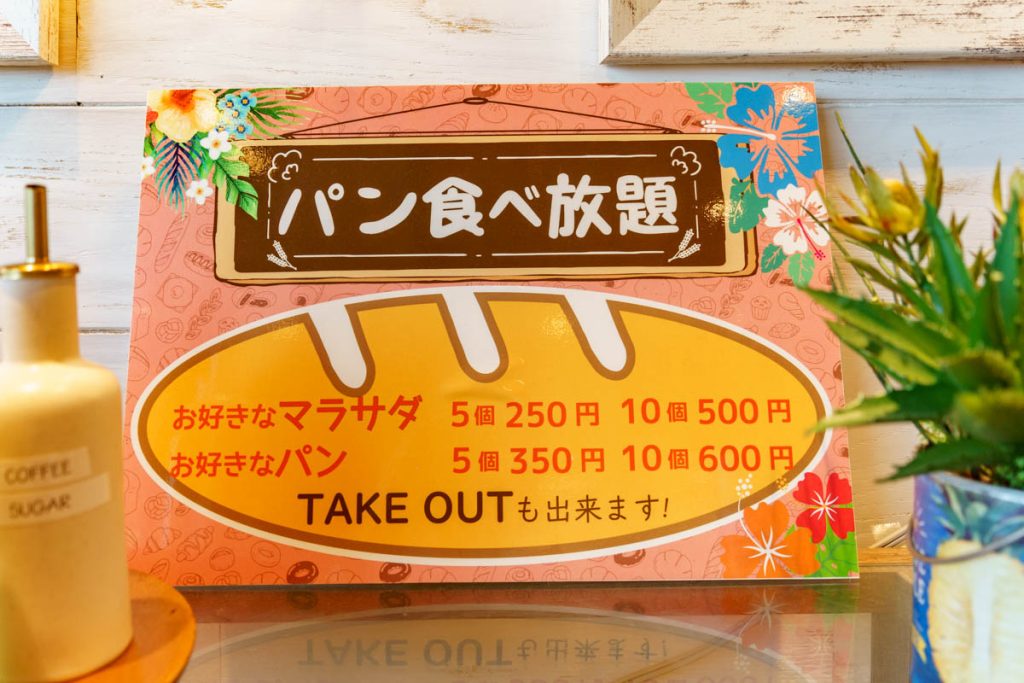 パン食べ放題
お好きなマラサダ 5個250円 10個500円
お好きなパン 5個350円 10個600円
TAKE OUTも出来ます!
COFFEE
SUGAR